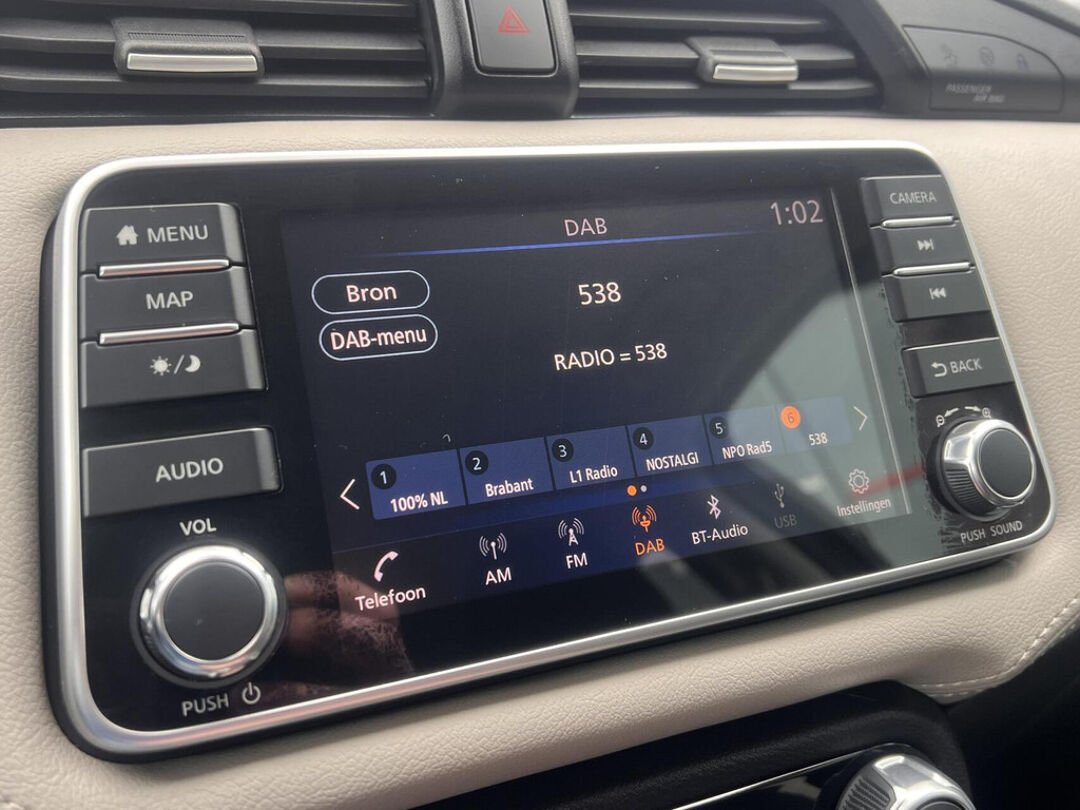 PASSENGER
AIR BAG
MENU
MAP
AUDIO
VOL
PUSH
DAB
1:02
Bron
DAB-menu
538
RADIO = 538
1
100% NL
2
Brabant
3
L1 Radio
4
NOSTALGI
5
NPO Rad5
6
538
Telefoon
AM
FM
DAB
BT-Audio
USB
Instellingen
CAMERA
BACK
PUSH SOUND